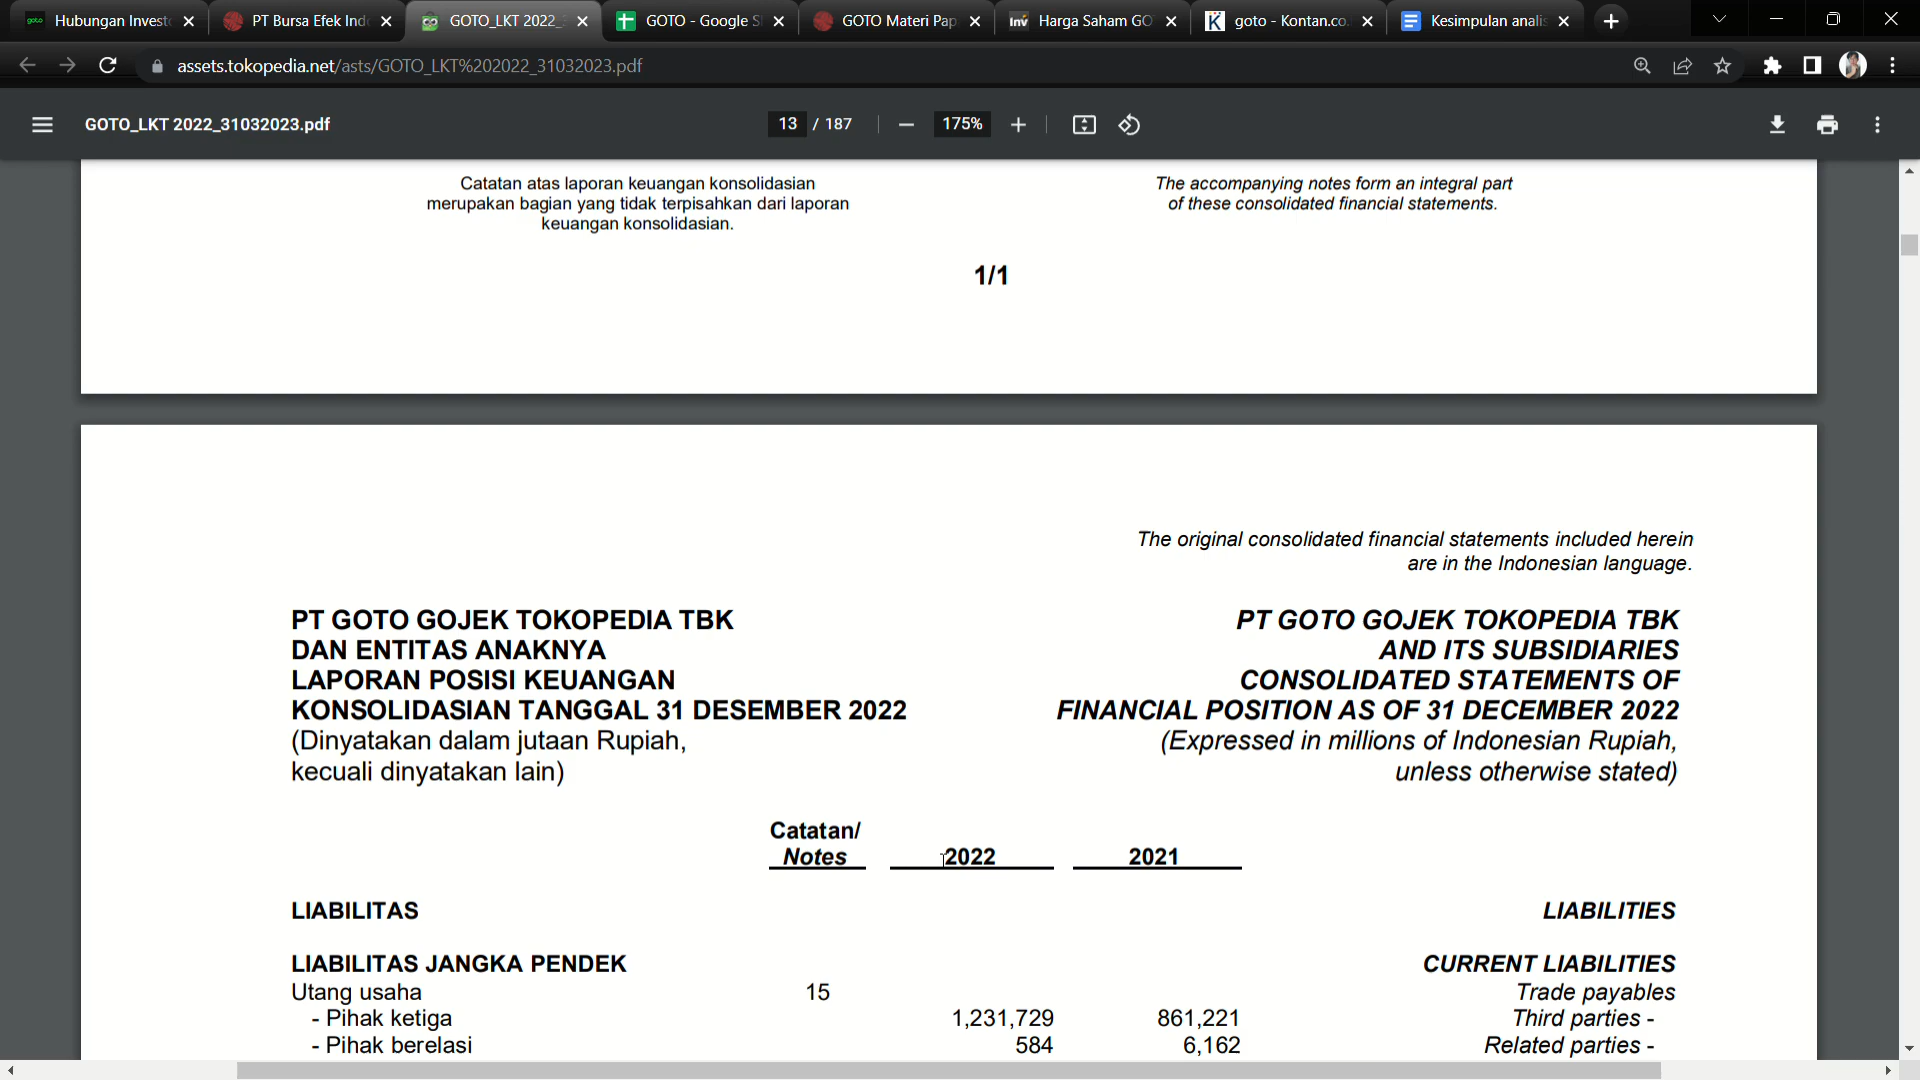 goto Hubungan Invest
PT Bursa Efek Ind
GOTO_LKT 2022_
GOTO - Google S
GOTO Materi Pap
Inv Harga Saham GO
K goto - Kontan.co.
Kesimpulan analis
assets.tokopedia.net/asts/GOTO_LKT%202022_31032023.pdf
GOTO_LKT 2022_31032023.pdf
13 / 187
175%
Catatan atas laporan keuangan konsolidasian
merupakan bagian yang tidak terpisahkan dari laporan
keuangan konsolidasian.
The accompanying notes form an integral part
of these consolidated financial statements.
1/1
The original consolidated financial statements included herein
are in the Indonesian language.
PT GOTO GOJEK TOKOPEDIA TBK
DAN ENTITAS ANAKNYA
LAPORAN POSISI KEUANGAN
KONSOLIDASIAN TANGGAL 31 DESEMBER 2022
(Dinyatakan dalam jutaan Rupiah,
kecuali dinyatakan lain)
PT GOTO GOJEK TOKOPEDIA TBK
AND ITS SUBSIDIARIES
CONSOLIDATED STATEMENTS OF
FINANCIAL POSITION AS OF 31 DECEMBER 2022
(Expressed in millions of Indonesian Rupiah,
unless otherwise stated)
Catatan/
Notes 2022 2021
LIABILITAS LIABILITIES
LIABILITAS JANGKA PENDEK CURRENT LIABILITIES
Utang usaha 15 Trade payables
- Pihak ketiga 1,231,729 861,221 Third parties -
- Pihak berelasi 584 6,162 Related parties -